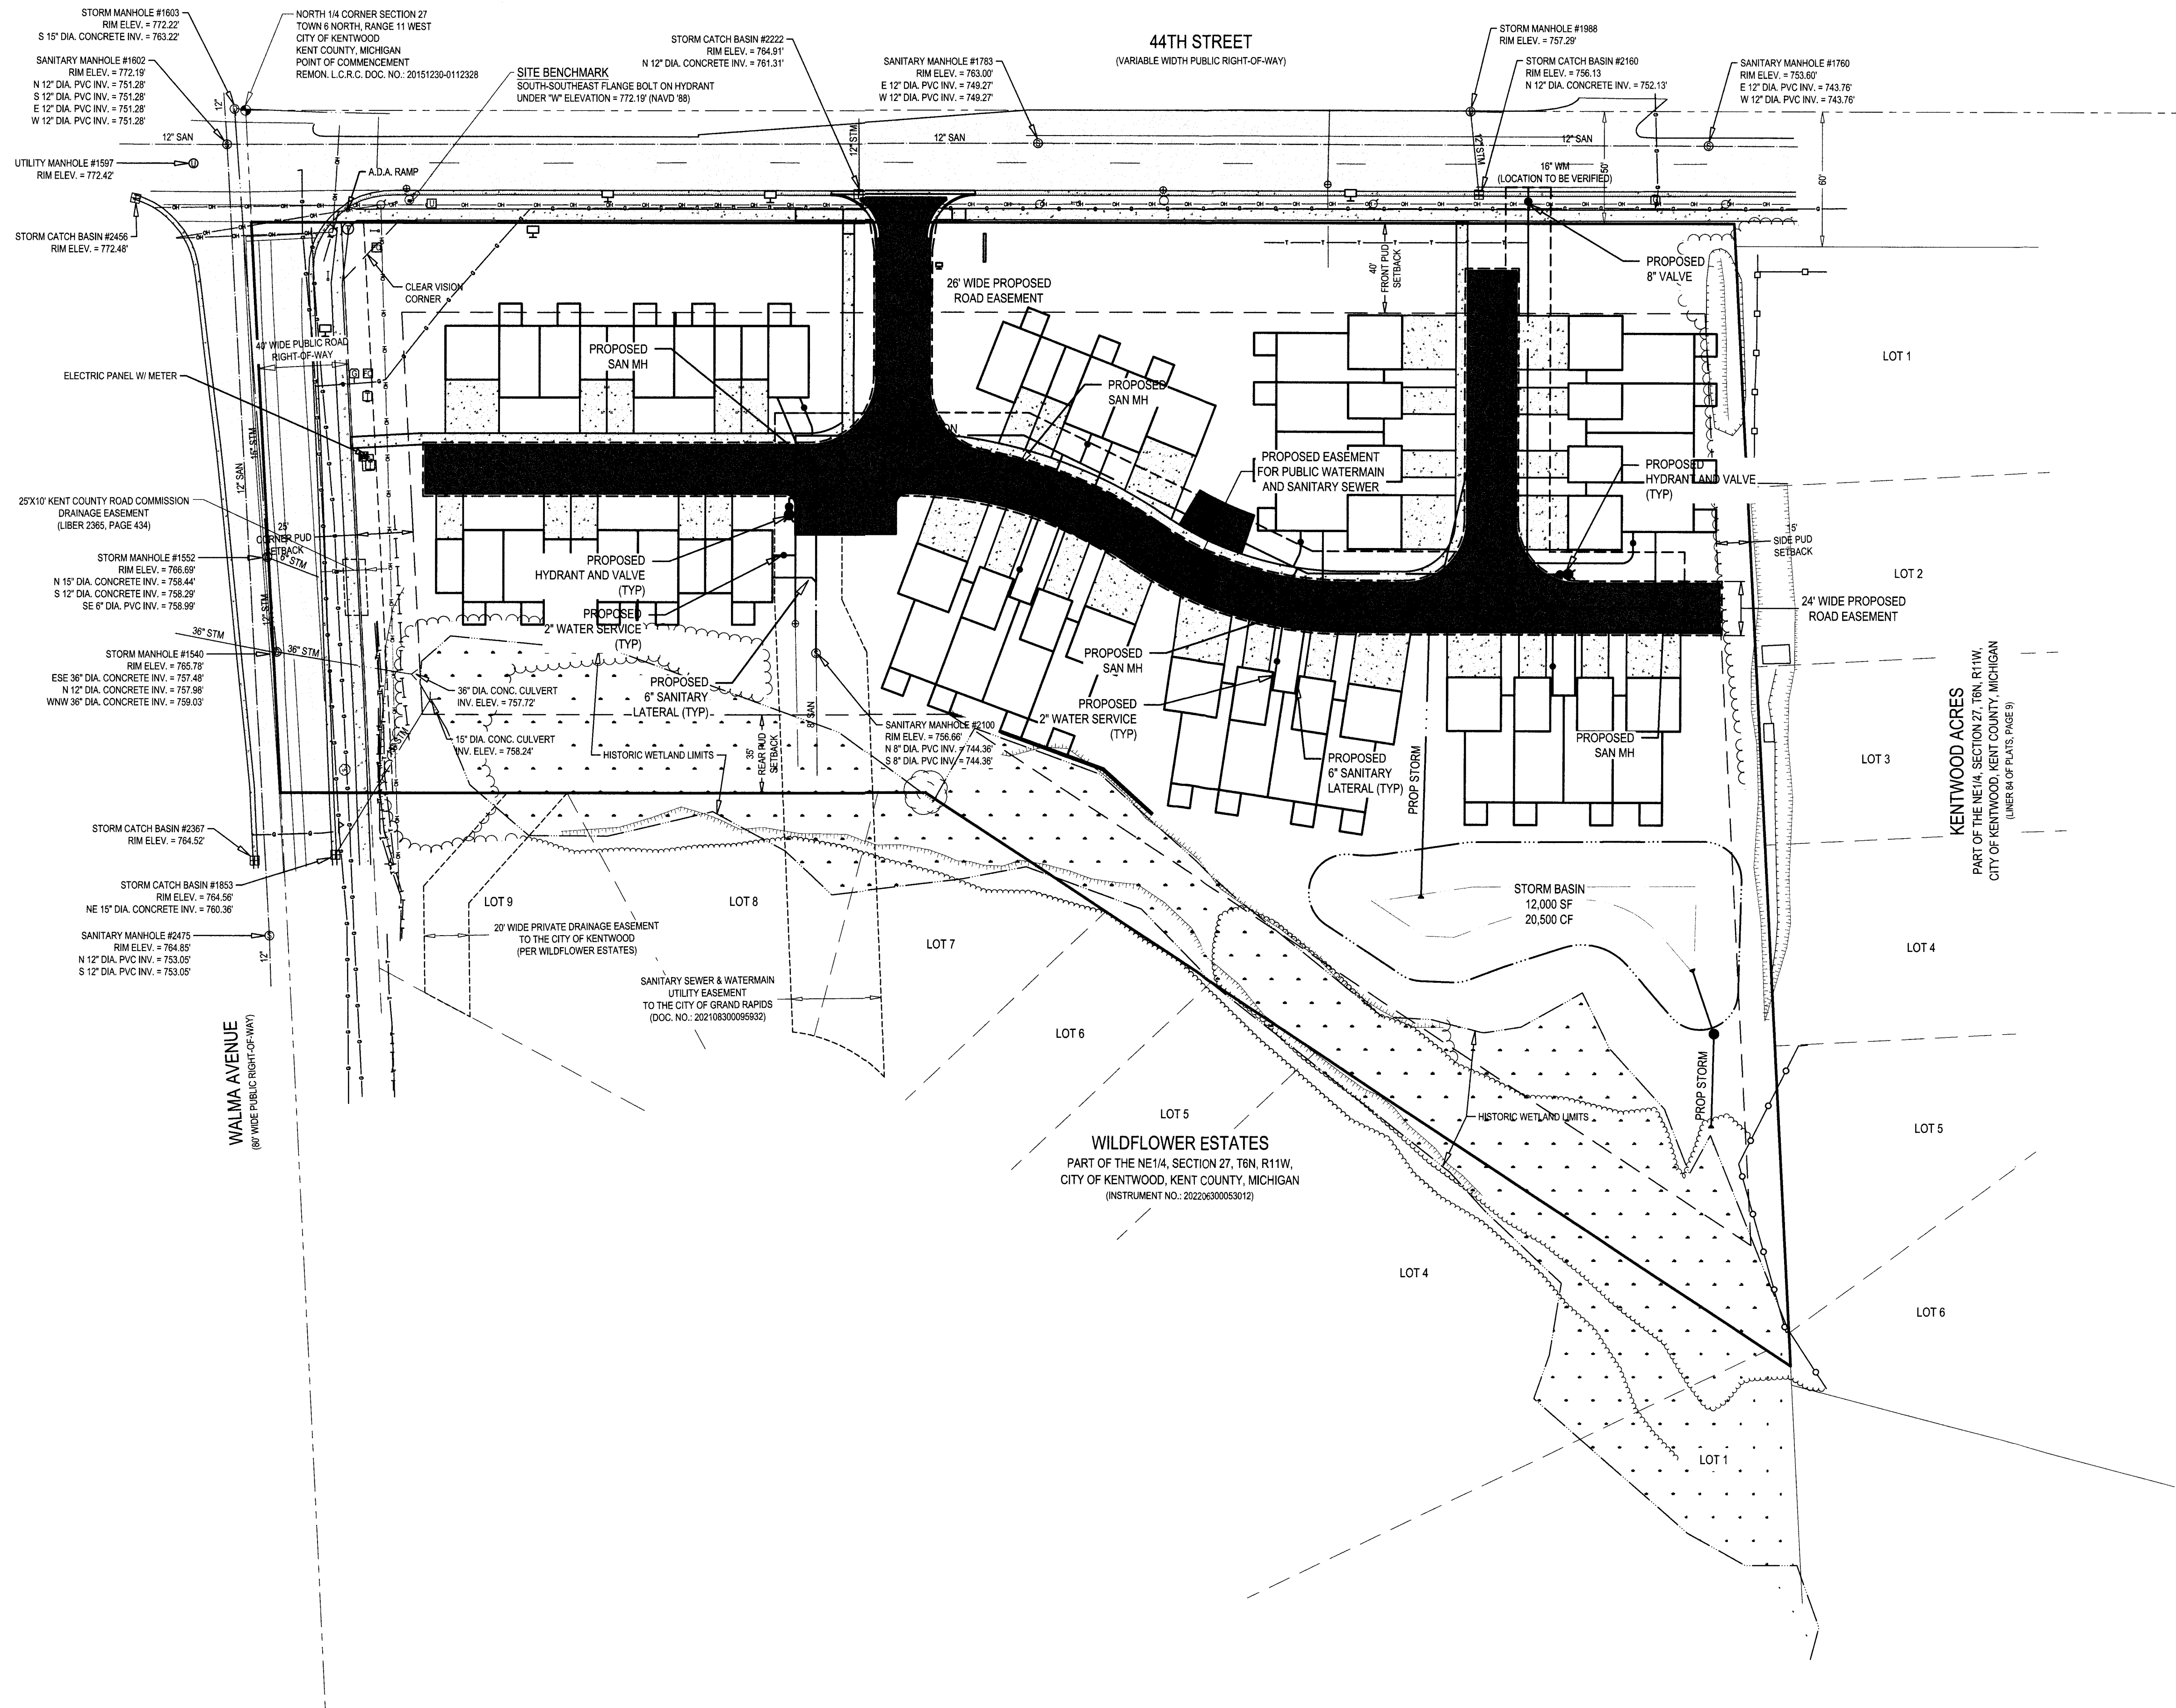 STORM MANHOLE #1603
RIM ELEV. = 772.22'
S 15" DIA. CONCRETE INV. = 763.22'
NORTH 1/4 CORNER SECTION 27
TOWN 6 NORTH, RANGE 11 WEST
CITY OF KENTWOOD
KENT COUNTY, MICHIGAN
POINT OF COMMENCEMENT
REMON. L.C.R.C. DOC. NO.: 20151230-0112328
SANITARY MANHOLE #1602
RIM ELEV. = 772.19'
N 12" DIA. PVC INV. = 751.28'
S 12" DIA. PVC INV. = 751.28'
E 12" DIA. PVC INV. = 751.28'
W 12" DIA. PVC INV. = 751.28'
SITE BENCHMARK
SOUTH-SOUTHEAST FLANGE BOLT ON HYDRANT
UNDER "W" ELEVATION = 772.19' (NAVD '88)
STORM CATCH BASIN #2222
RIM ELEV. = 764.91'
N 12" DIA. CONCRETE INV. = 761.31'
SANITARY MANHOLE #1783
RIM ELEV. = 763.00'
E 12" DIA. PVC INV. = 749.27'
W 12" DIA. PVC INV. = 749.27'
44TH STREET
(VARIABLE WIDTH PUBLIC RIGHT-OF-WAY)
STORM MANHOLE #1988
RIM ELEV. = 757.29'
STORM CATCH BASIN #2160
RIM ELEV. = 756.13
N 12" DIA. CONCRETE INV. = 752.13'
SANITARY MANHOLE #1760
RIM ELEV. = 753.60'
E 12" DIA. PVC INV. = 743.76'
W 12" DIA. PVC INV. = 743.76'
12"
12" SAN
12" STM
12" SAN
12" STM
12" SAN
50'
60'
16" WM
(LOCATION TO BE VERIFIED)
UTILITY MANHOLE #1597
RIM ELEV. = 772.42'
A.D.A. RAMP
STORM CATCH BASIN #2456
RIM ELEV. = 772.48'
CLEAR VISION
CORNER
26' WIDE PROPOSED
ROAD EASEMENT
40'
FRONT PUD
SETBACK
PROPOSED
8" VALVE
40' WIDE PUBLIC ROAD
RIGHT-OF-WAY
PROPOSED
SAN MH
PROPOSED
SAN MH
LOT 1
ELECTRIC PANEL W/ METER
16" STM
12" SAN
PROPOSED EASEMENT
FOR PUBLIC WATERMAIN
AND SANITARY SEWER
PROPOSED
HYDRANT AND VALVE
(TYP)
25'X10' KENT COUNTY ROAD COMMISSION
DRAINAGE EASEMENT
(LIBER 2365, PAGE 434)
25'
CORNER PUD
SETBACK
6" STM
15'
SIDE PUD
SETBACK
STORM MANHOLE #1552
RIM ELEV. = 766.69'
N 15" DIA. CONCRETE INV. = 758.44'
S 12" DIA. CONCRETE INV. = 758.29'
SE 6" DIA. PVC INV. = 758.99'
PROPOSED
HYDRANT AND VALVE
(TYP)
LOT 2
24' WIDE PROPOSED
ROAD EASEMENT
12" STM
PROPOSED
2" WATER SERVICE
(TYP)
36" STM
36" STM
STORM MANHOLE #1540
RIM ELEV. = 765.78'
ESE 36" DIA. CONCRETE INV. = 757.48'
N 12" DIA. CONCRETE INV. = 757.98'
WNW 36" DIA. CONCRETE INV. = 759.03'
PROPOSED
SAN MH
PROPOSED
6" SANITARY
LATERAL (TYP)
36" DIA. CONC. CULVERT
INV. ELEV. = 757.72'
15" DIA. CONC. CULVERT
INV. ELEV. = 758.24'
8" SAN
SANITARY MANHOLE #2100
RIM ELEV. = 756.66'
N 8" DIA. PVC INV. = 744.36'
S 8" DIA. PVC INV. = 744.36'
PROPOSED
2" WATER SERVICE
(TYP)
35'
REAR PUD
SETBACK
HISTORIC WETLAND LIMITS
PROPOSED
6" SANITARY
LATERAL (TYP)
PROP STORM
PROPOSED
SAN MH
LOT 3
KENTWOOD ACRES
PART OF THE NE1/4, SECTION 27, T6N, R11W,
CITY OF KENTWOOD, KENT COUNTY, MICHIGAN
(LINER 84 OF PLATS, PAGE 9)
STORM CATCH BASIN #2367
RIM ELEV. = 764.52'
STORM CATCH BASIN #1853
RIM ELEV. = 764.56'
NE 15" DIA. CONCRETE INV. = 760.36'
LOT 9
LOT 8
STORM BASIN
12,000 SF
20,500 CF
20' WIDE PRIVATE DRAINAGE EASEMENT
TO THE CITY OF KENTWOOD
(PER WILDFLOWER ESTATES)
LOT 7
LOT 4
SANITARY MANHOLE #2475
RIM ELEV. = 764.85'
N 12" DIA. PVC INV. = 753.05'
S 12" DIA. PVC INV. = 753.05'
12"
SANITARY SEWER & WATERMAIN
UTILITY EASEMENT
TO THE CITY OF GRAND RAPIDS
(DOC. NO.: 202108300095932)
LOT 6
WALMA AVENUE
(80' WIDE PUBLIC RIGHT-OF-WAY)
PROP STORM
LOT 5
HISTORIC WETLAND LIMITS
LOT 5
WILDFLOWER ESTATES
PART OF THE NE1/4, SECTION 27, T6N, R11W,
CITY OF KENTWOOD, KENT COUNTY, MICHIGAN
(INSTRUMENT NO.: 202206300053012)
LOT 4
LOT 6
LOT 1